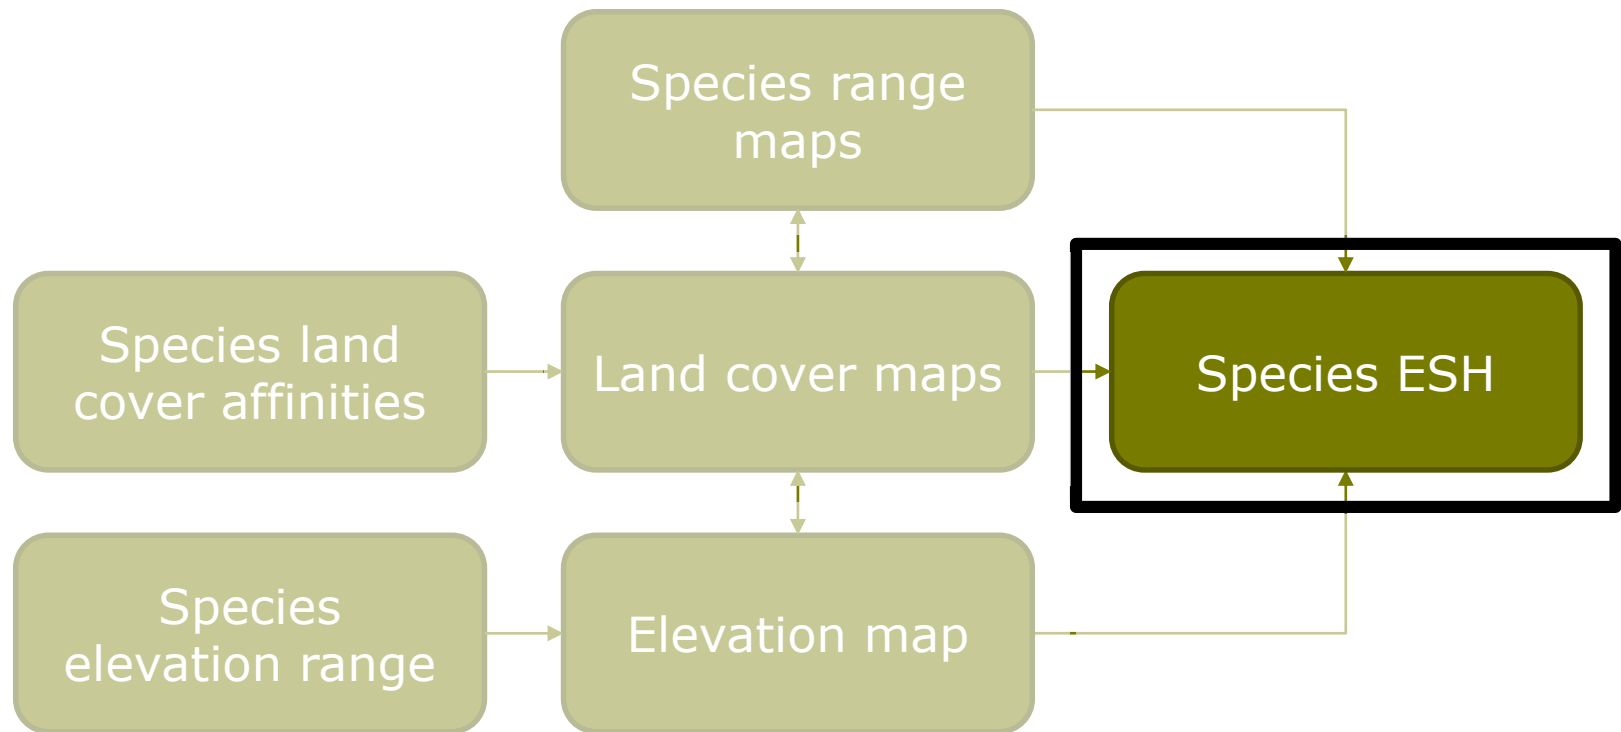 Species range
maps
Species land
cover affinities
Land cover maps
Species ESH
Species
elevation range
Elevation map